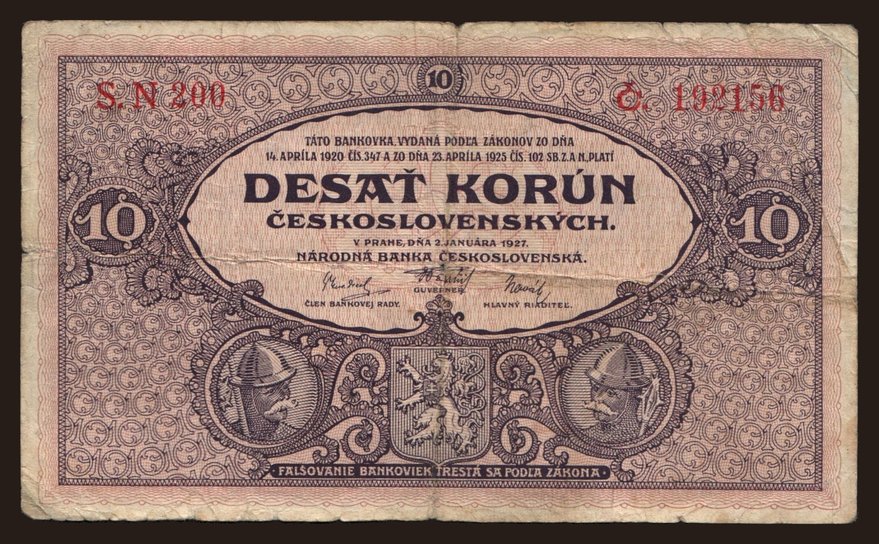 10
S. N 200
Č. 192156
TÁTO BANKOVKA, VYDANÁ PODĽA ZÁKONOV ZO DŇA
14. APRÍLA 1920 ČÍS. 347 A ZO DŇA 23. APRÍLA 1925 ČÍS. 102 SB. Z. A N., PLATÍ
DESAŤ KORÚN
ČESKOSLOVENSKÝCH.
10
10
V PRAHE, DŇA 2. JANUÁRA 1927.
NÁRODNÁ BANKA ČESKOSLOVENSKÁ.
GUVERNÉR
ČLEN BANKOVEJ RADY.
HLAVNÝ RIADITEĽ.
FALŠOVANIE BANKOVIEK TRESTÁ SA PODĽA ZÁKONA